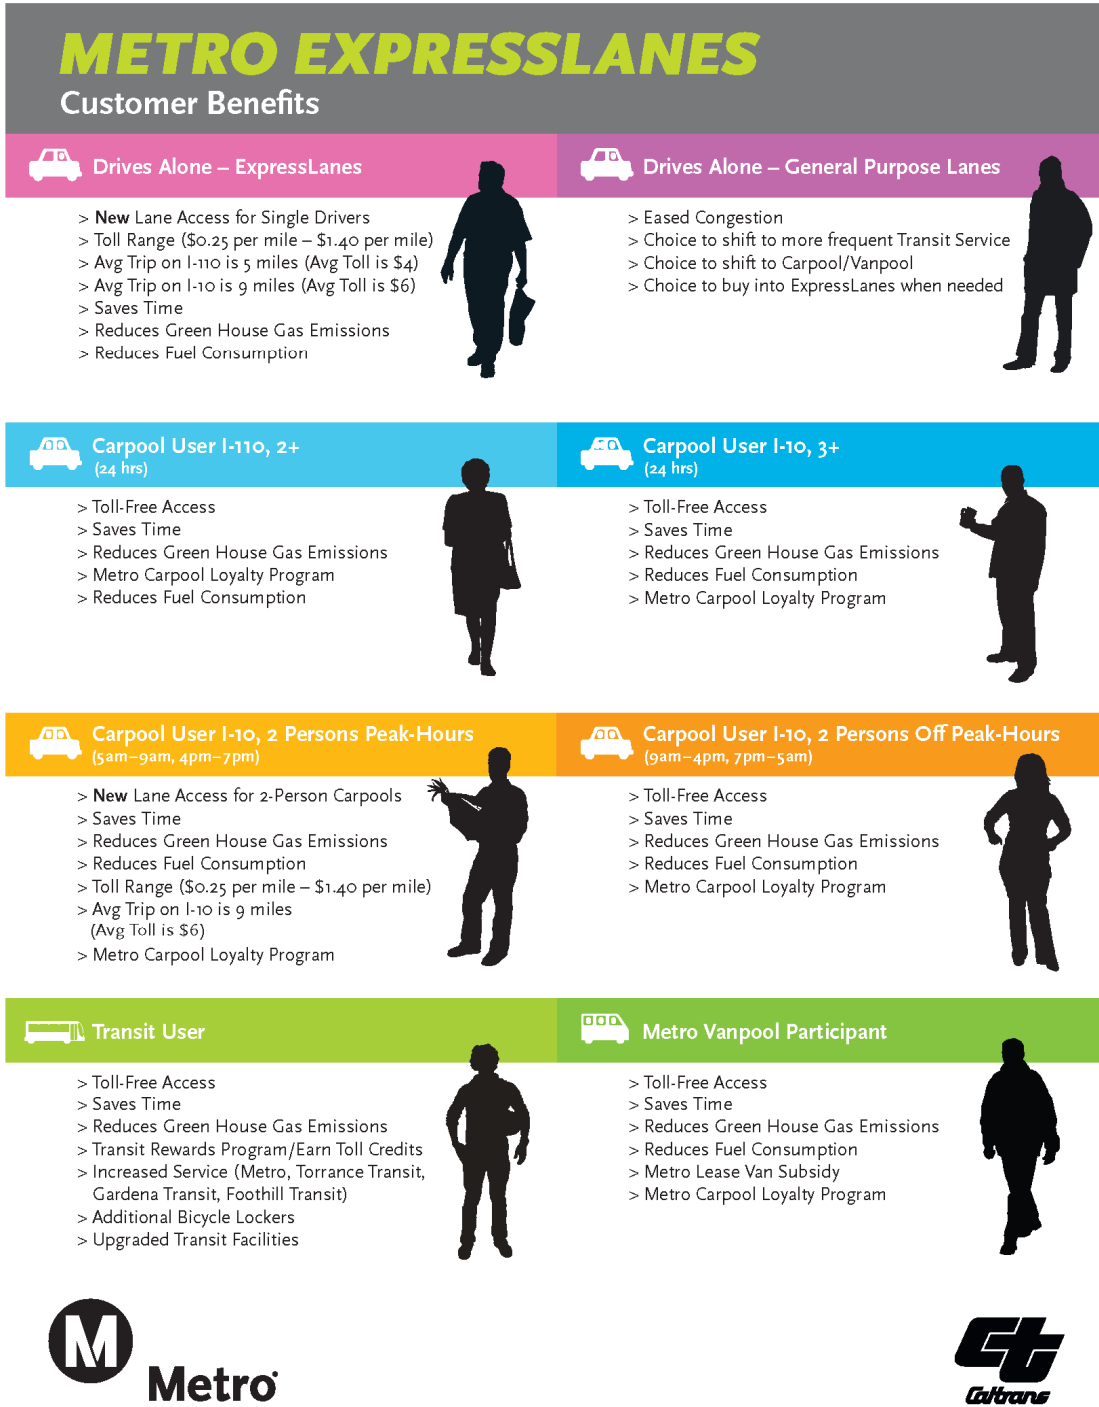 METRO EXPRESSLANES
Customer Benefits
Drives Alone – ExpressLanes
> New Lane Access for Single Drivers
> Toll Range ($0.25 per mile – $1.40 per mile)
> Avg Trip on I-110 is 5 miles (Avg Toll is $4)
> Avg Trip on I-10 is 9 miles (Avg Toll is $6)
> Saves Time
> Reduces Green House Gas Emissions
> Reduces Fuel Consumption
Drives Alone – General Purpose Lanes
> Eased Congestion
> Choice to shift to more frequent Transit Service
> Choice to shift to Carpool/Vanpool
> Choice to buy into ExpressLanes when needed
Carpool User I-110, 2+
(24 hrs)
> Toll-Free Access
> Saves Time
> Reduces Green House Gas Emissions
> Metro Carpool Loyalty Program
> Reduces Fuel Consumption
Carpool User I-10, 3+
(24 hrs)
> Toll-Free Access
> Saves Time
> Reduces Green House Gas Emissions
> Reduces Fuel Consumption
> Metro Carpool Loyalty Program
Carpool User I-10, 2 Persons Peak-Hours
(5am–9am, 4pm–7pm)
> New Lane Access for 2-Person Carpools
> Saves Time
> Reduces Green House Gas Emissions
> Reduces Fuel Consumption
> Toll Range ($0.25 per mile – $1.40 per mile)
> Avg Trip on I-10 is 9 miles
(Avg Toll is $6)
> Metro Carpool Loyalty Program
Carpool User I-10, 2 Persons Off Peak-Hours
(9am–4pm, 7pm–5am)
> Toll-Free Access
> Saves Time
> Reduces Green House Gas Emissions
> Reduces Fuel Consumption
> Metro Carpool Loyalty Program
Transit User
> Toll-Free Access
> Saves Time
> Reduces Green House Gas Emissions
> Transit Rewards Program/Earn Toll Credits
> Increased Service (Metro, Torrance Transit,
Gardena Transit, Foothill Transit)
> Additional Bicycle Lockers
> Upgraded Transit Facilities
Metro Vanpool Participant
> Toll-Free Access
> Saves Time
> Reduces Green House Gas Emissions
> Reduces Fuel Consumption
> Metro Lease Van Subsidy
> Metro Carpool Loyalty Program
M
Metro
Ct
Caltrans